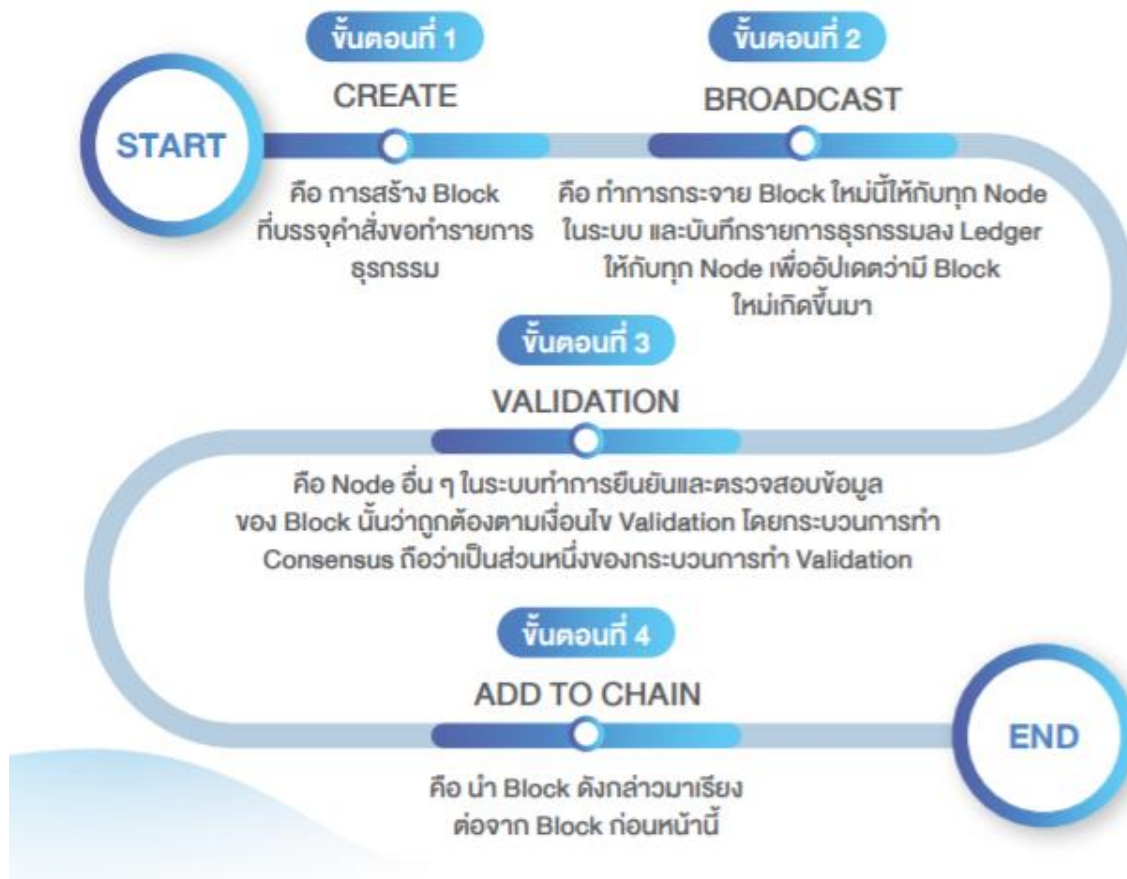 ขั้นตอนที่ 1
CREATE
ขั้นตอนที่ 2
BROADCAST
START
คือ การสร้าง Block
ที่บรรจุคำสั่งขอทำรายการ
ธุรกรรม
คือ ทำการกระจาย Block ใหม่นี้ให้กับทุก Node
ในระบบ และบันทึกรายการธุรกรรมลง Ledger
ให้กับทุก Node เพื่ออัปเดตว่ามี Block
ใหม่เกิดขึ้นมา
ขั้นตอนที่ 3
VALIDATION
คือ Node อื่น ๆ ในระบบทำการยืนยันและตรวจสอบข้อมูล
ของ Block นั้นว่าถูกต้องตามเงื่อนไข Validation โดยกระบวนการทำ
Consensus ถือว่าเป็นส่วนหนึ่งของกระบวนการทำ Validation
ขั้นตอนที่ 4
ADD TO CHAIN
END
คือ นำ Block ดังกล่าวมาเรียง
ต่อจาก Block ก่อนหน้านี้